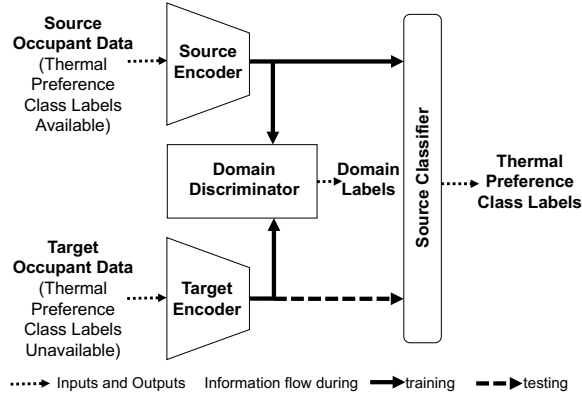 Source
Occupant Data
(Thermal
Preference
Class Labels
Available)
Source
Encoder
Domain
Discriminator
Domain
Labels
Source Classifier
Thermal
Preference
Class Labels
Target
Occupant Data
(Thermal
Preference
Class Labels
Unavailable)
Target
Encoder
Inputs and Outputs Information flow during training testing